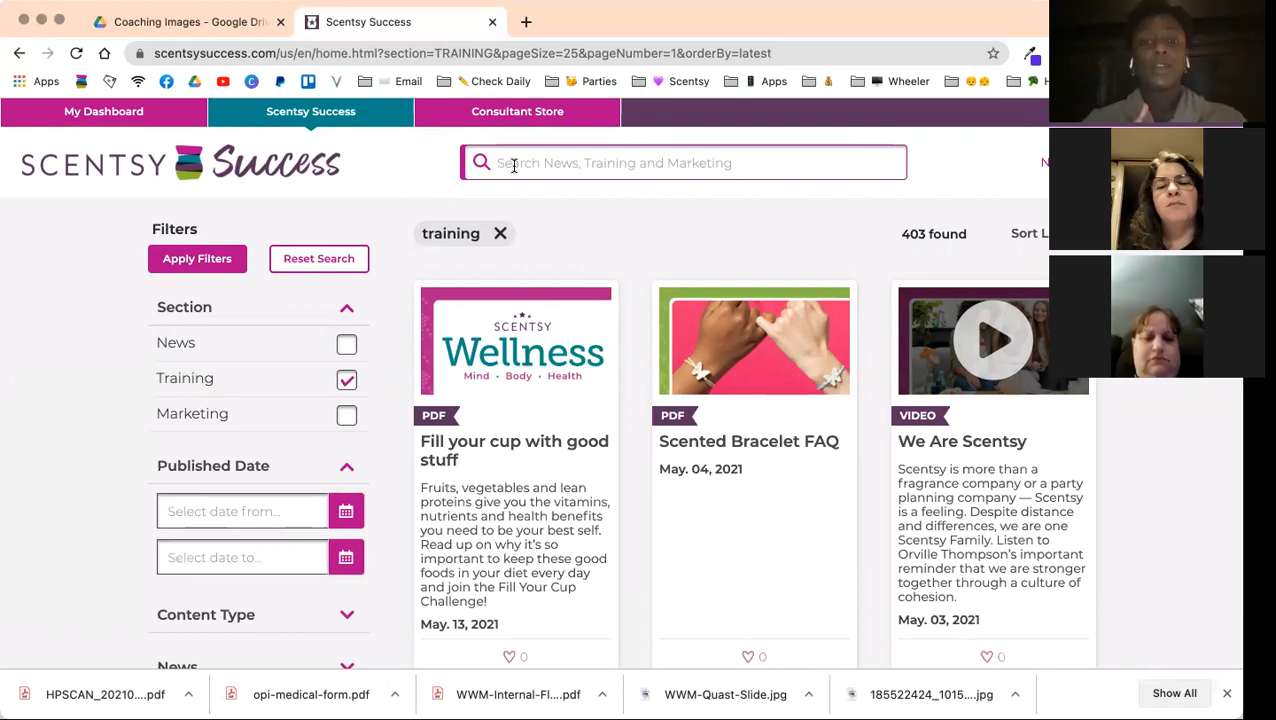 Coaching Images - Google Driv
Scentsy Success
scentsysuccess.com/us/en/home.html?section=TRAINING&pageSize=25&pageNumber=1&orderBy=latest
Apps
Email
Check Daily
Parties
Scentsy
Apps
Wheeler
My Dashboard
Scentsy Success
Consultant Store
SCENTSY Success
Search News, Training and Marketing
N
Filters
Apply Filters
Reset Search
training
403 found
Sort L
Section
News
Training
Marketing
Published Date
Select date from...
Select date to...
Content Type
News
SCENTSY
Wellness
Mind • Body • Health
PDF
Fill your cup with good
stuff
Fruits, vegetables and lean
proteins give you the vitamins,
nutrients and health benefits
you need to be your best self.
Read up on why it's so
important to keep these good
foods in your diet every day
and join the Fill Your Cup
Challenge!
May. 13, 2021
0
PDF
Scented Bracelet FAQ
May. 04, 2021
0
VIDEO
We Are Scentsy
Scentsy is more than a
fragrance company or a party
planning company — Scentsy
is a feeling. Despite distance
and differences, we are one
Scentsy Family. Listen to
Orville Thompson's important
reminder that we are stronger
together through a culture of
cohesion.
May. 03, 2021
0
HPSCAN_20210....pdf
opi-medical-form.pdf
WWM-Internal-Fl....pdf
WWM-Quast-Slide.jpg
185522424_1015....jpg
Show All